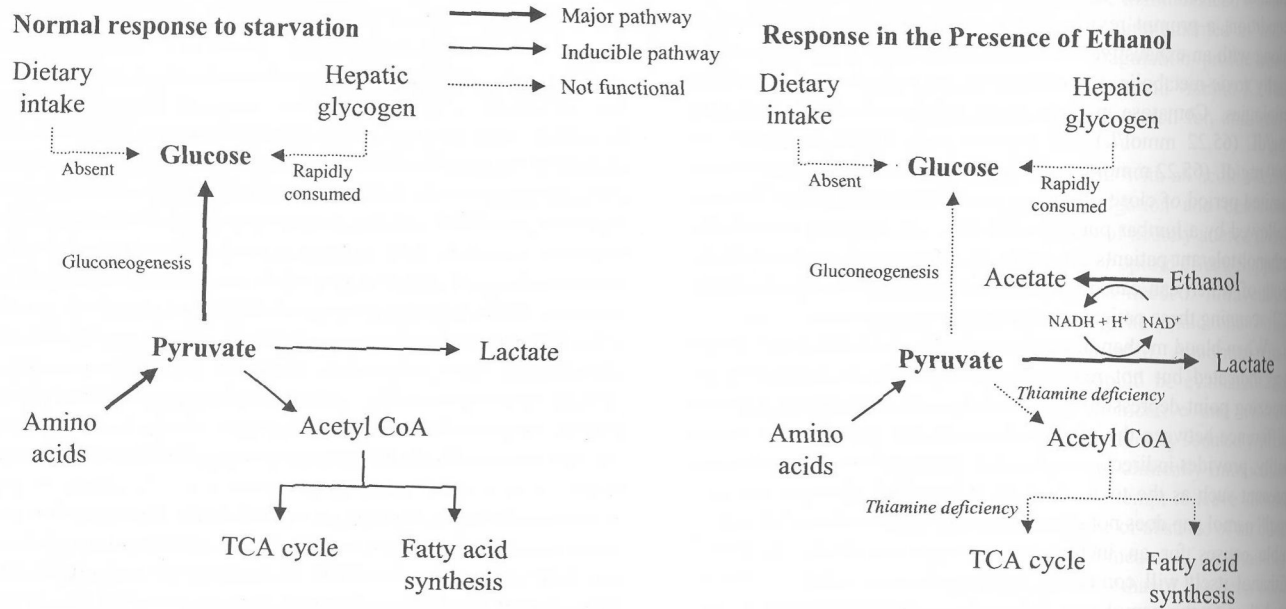 Normal response to starvation
Major pathway
Inducible pathway
Not functional
Dietary
intake
Hepatic
glycogen
Absent
Glucose
Rapidly
consumed
Gluconeogenesis
Pyruvate
Lactate
Amino
acids
Acetyl CoA
TCA cycle
Fatty acid
synthesis
Response in the Presence of Ethanol
Dietary
intake
Hepatic
glycogen
Absent
Glucose
Rapidly
consumed
Gluconeogenesis
Acetate
Ethanol
NADH + H⁺
NAD⁺
Pyruvate
Lactate
Thiamine deficiency
Amino
acids
Acetyl CoA
Thiamine deficiency
TCA cycle
Fatty acid
synthesis